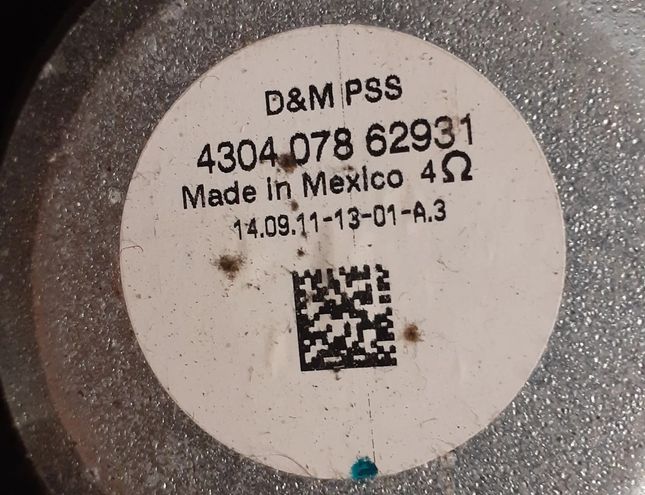 D&M PSS
4304 078 62931
Made in Mexico 4Ω
14.09.11-13-01-A.3